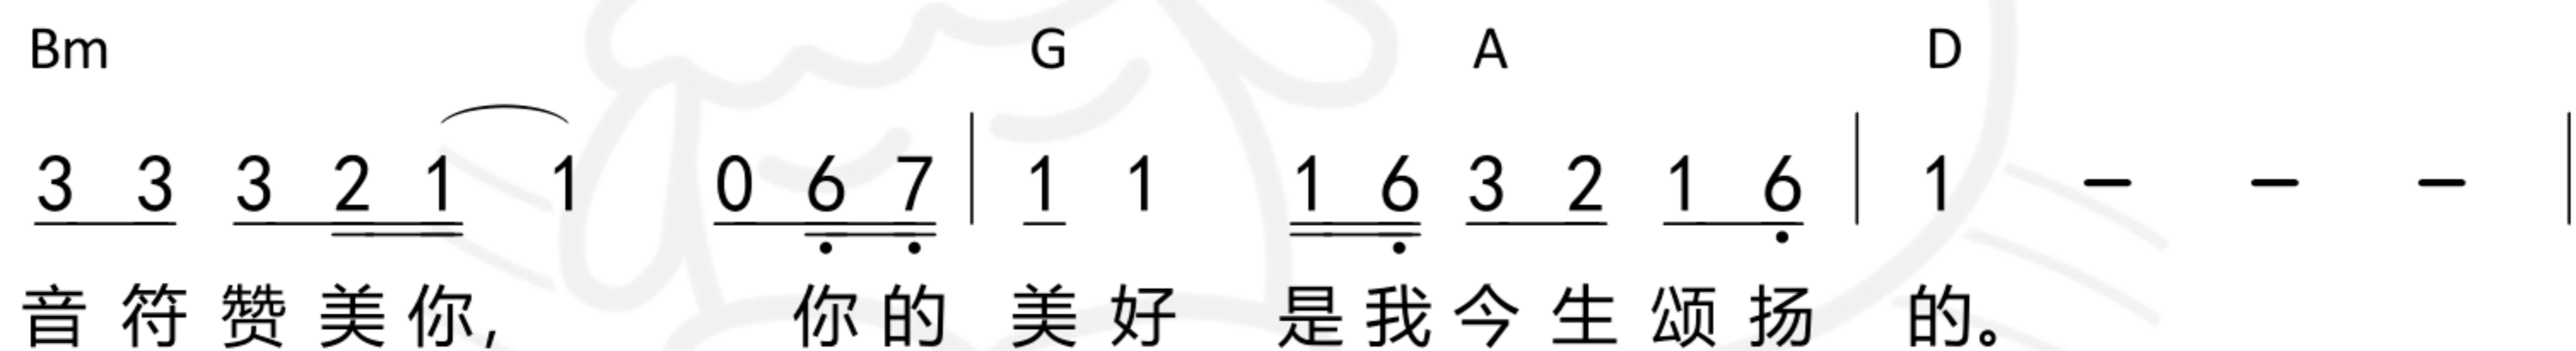 Bm G A D
3 3 3 2 1 1 0 6 7 | 1 1 1 6 3 2 1 6 | 1 – – – |
音符赞美你, 你的美好 是我今生颂扬 的。